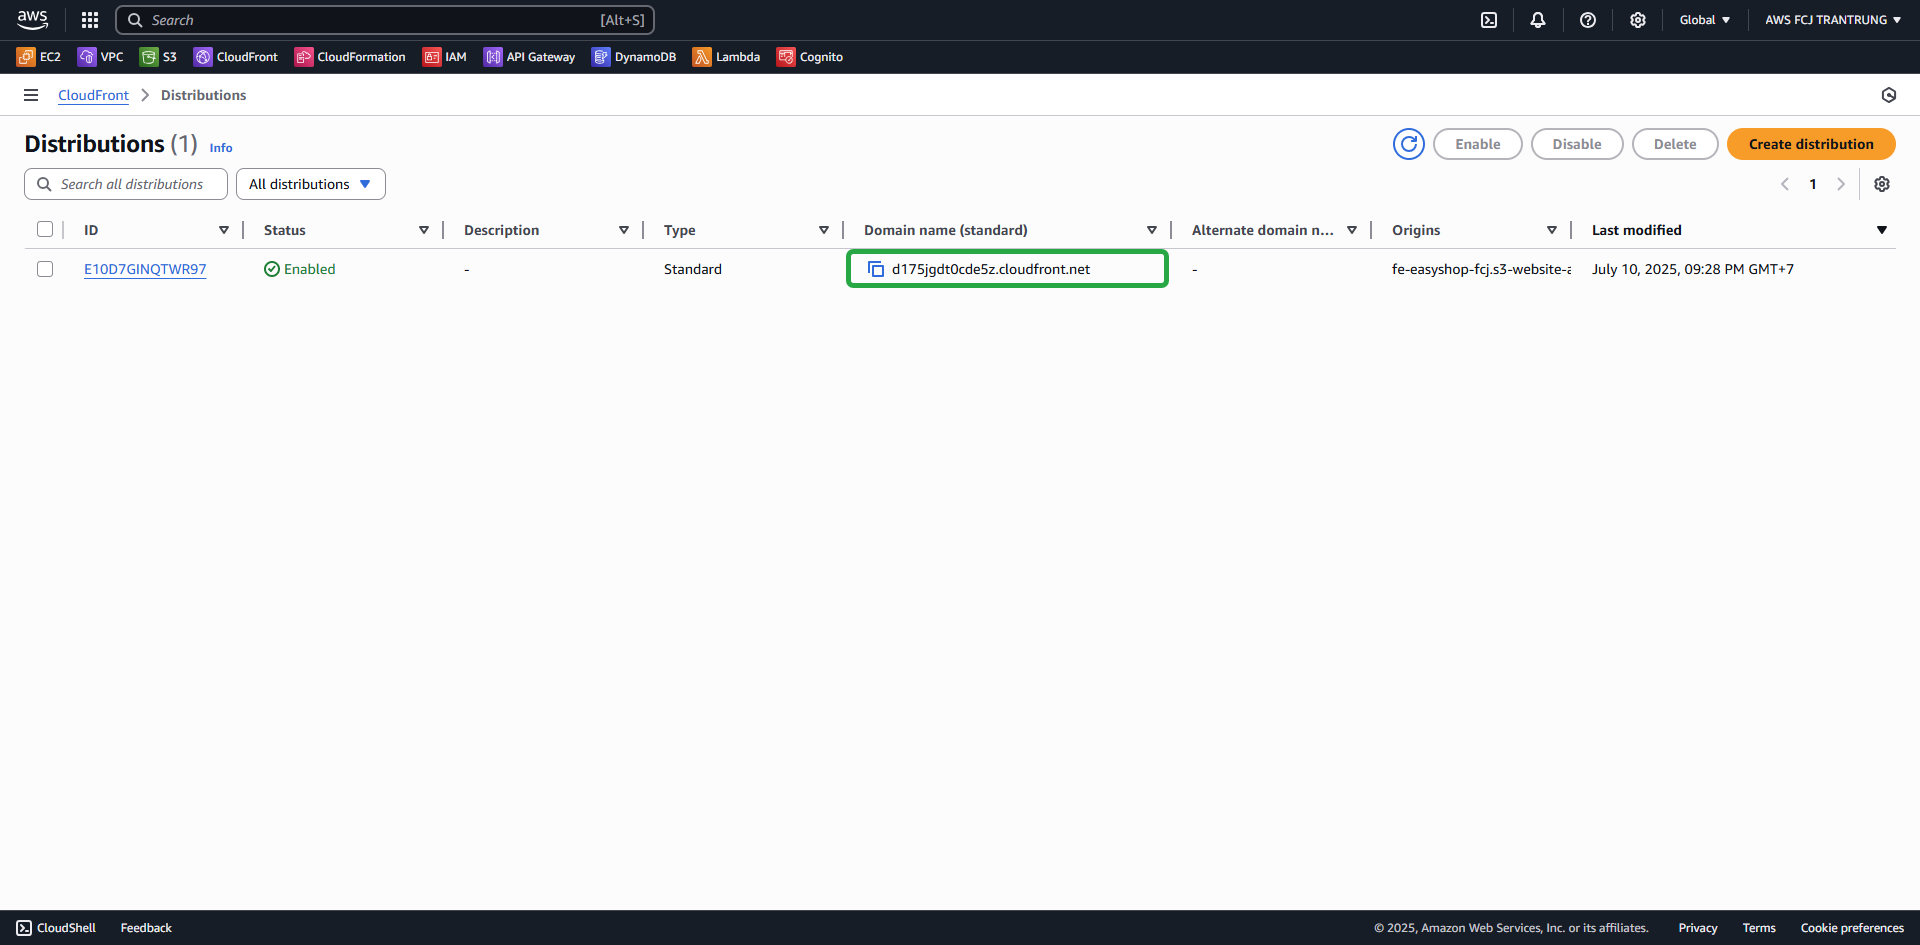 aws Search [Alt+S] Global AWS FCJ TRANTRUNG
EC2 VPC S3 CloudFront CloudFormation IAM API Gateway DynamoDB Lambda Cognito
CloudFront Distributions
Distributions (1) Info Enable Disable Delete Create distribution
Search all distributions All distributions 1
ID Status Description Type Domain name (standard) Alternate domain n... Origins Last modified
E10D7GINQTWR97 Enabled - Standard d175jgdt0cde5z.cloudfront.net - fe-easyshop-fcj.s3-website-a July 10, 2025, 09:28 PM GMT+7
CloudShell Feedback © 2025, Amazon Web Services, Inc. or its affiliates. Privacy Terms Cookie preferences